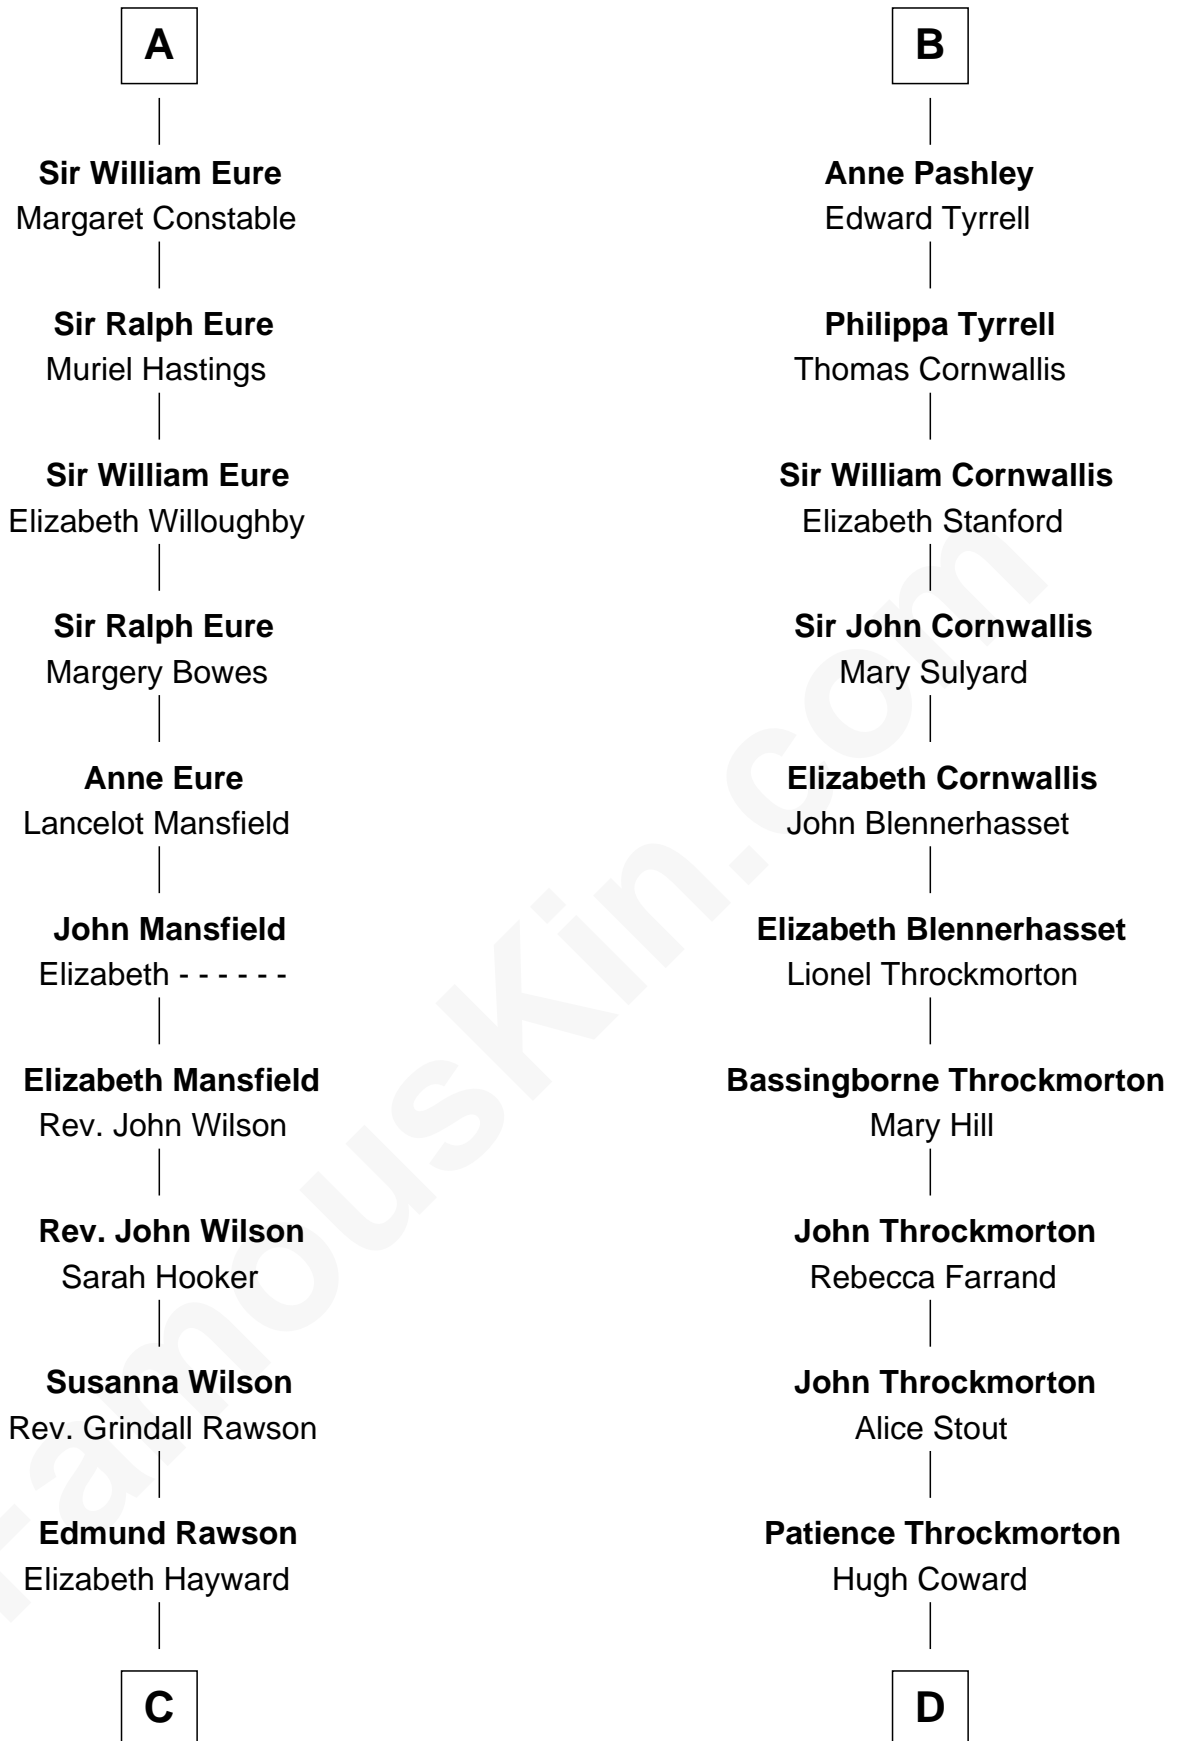 A
Sir William Eure
Margaret Constable
Sir Ralph Eure
Muriel Hastings
Sir William Eure
Elizabeth Willoughby
Sir Ralph Eure
Margery Bowes
Anne Eure
Lancelot Mansfield
John Mansfield
Elizabeth - - - - - -
Elizabeth Mansfield
Rev. John Wilson
Rev. John Wilson
Sarah Hooker
Susanna Wilson
Rev. Grindall Rawson
Edmund Rawson
Elizabeth Hayward
C
B
Anne Pashley
Edward Tyrrell
Philippa Tyrrell
Thomas Cornwallis
Sir William Cornwallis
Elizabeth Stanford
Sir John Cornwallis
Mary Sulyard
Elizabeth Cornwallis
John Blennerhasset
Elizabeth Blennerhasset
Lionel Throckmorton
Bassingborne Throckmorton
Mary Hill
John Throckmorton
Rebecca Farrand
John Throckmorton
Alice Stout
Patience Throckmorton
Hugh Coward
D
FamousKin.com